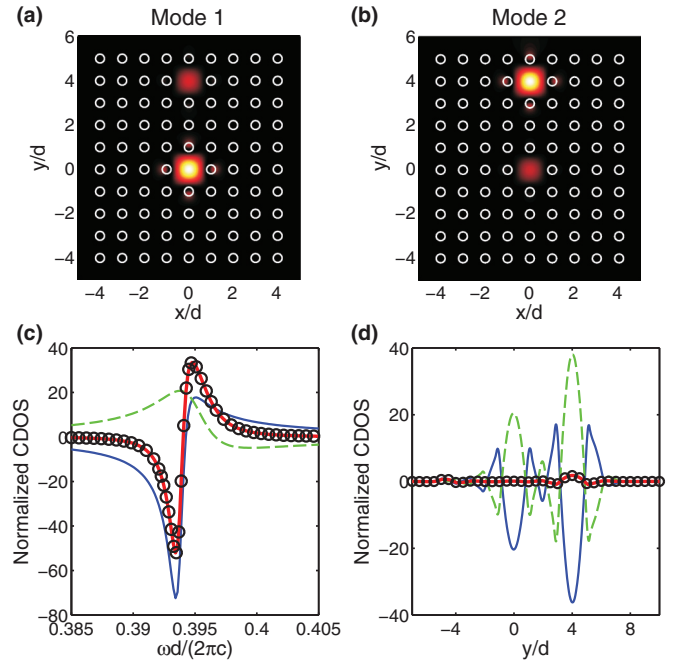 (a) Mode 1
6
4
2
0
−2
−4
y/d
−4 −2 0 2 4
x/d
(b) Mode 2
6
4
2
0
−2
−4
y/d
−4 −2 0 2 4
x/d
(c)
40
20
0
−20
−40
−60
−80
Normalized CDOS
0.385 0.39 0.395 0.4 0.405
ωd/(2πc)
(d)
40
20
0
−20
−40
Normalized CDOS
−4 0 4 8
y/d